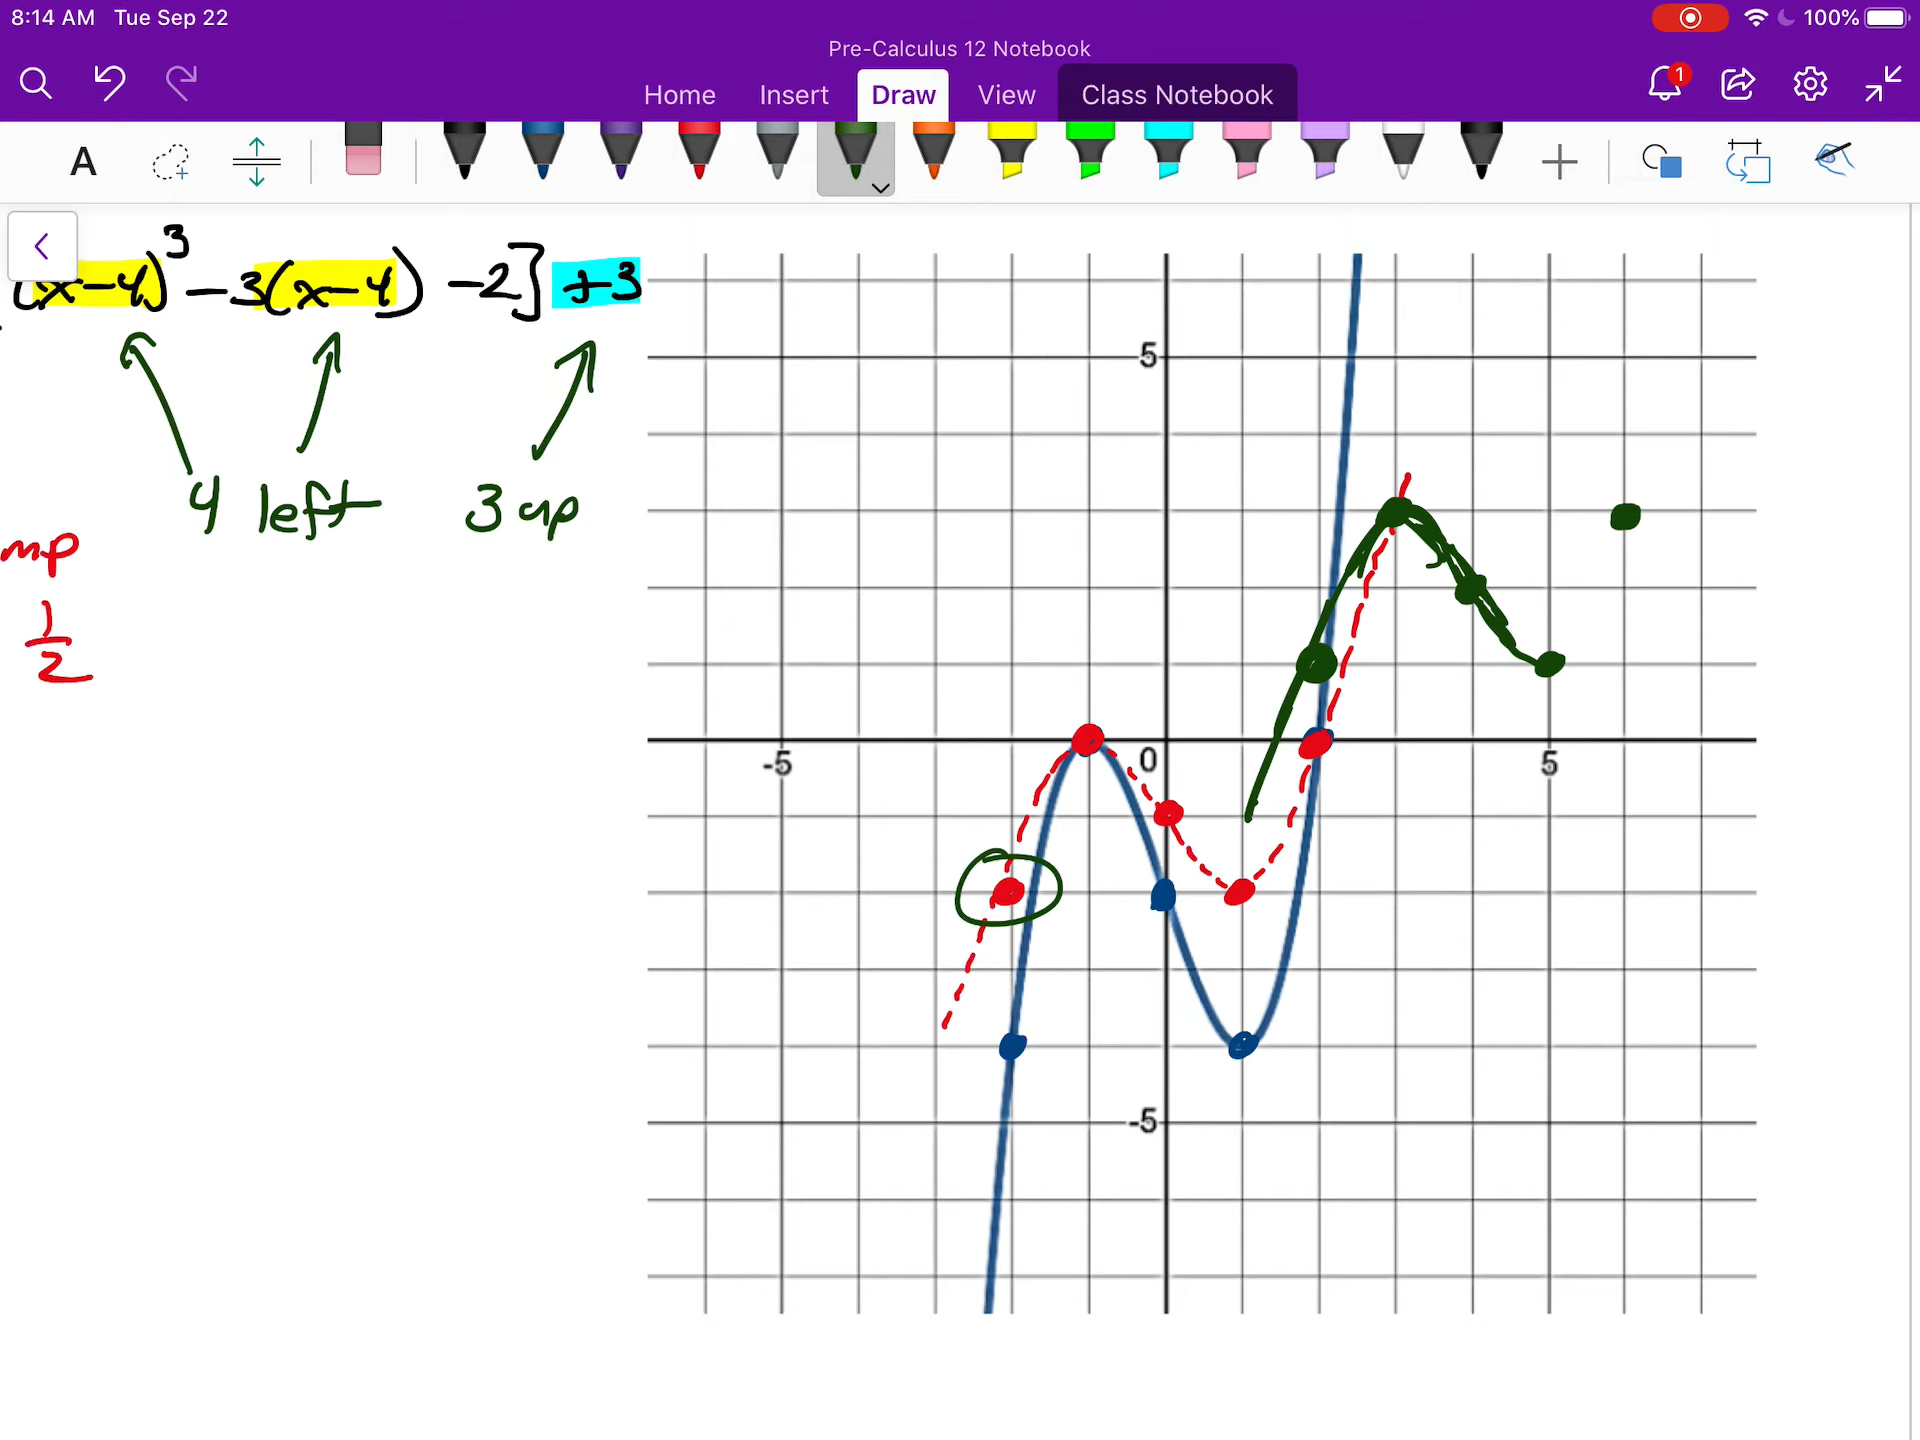 8:14 AM Tue Sep 22
100%
Pre-Calculus 12 Notebook
Home Insert Draw View Class Notebook
1
A
(x-4)³ -3(x-4) -2] +3
4 left 3 up
mp
1
2
5
-5 0 5
-5